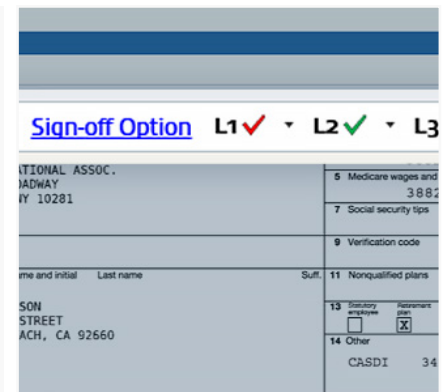 Sign-off Option L1 L2 L3
ATIONAL ASSOC.
OADWAY
NY 10281
5 Medicare wages and
3882
7 Social security tips
9 Verification code
me and initial Last name Suff.
11 Nonqualified plans
SON
STREET
ACH, CA 92660
13 Statutory employee Retirement plan
X
14 Other
CASDI 34